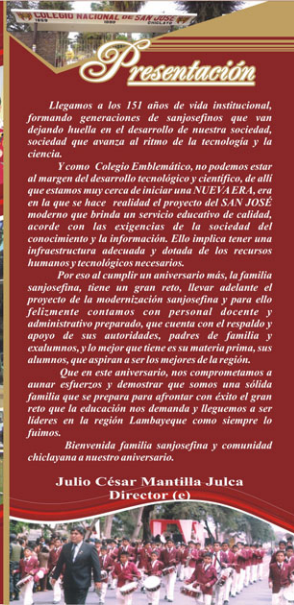 COLEGIO NACIONAL DE SAN JOSE
CHICLAYO
Presentación
Llegamos a los 151 años de vida institucional,
formando generaciones de sanjosefinos que van
dejando huella en el desarrollo de nuestra sociedad,
sociedad que avanza al ritmo de la tecnología y la
ciencia.
Y como Colegio Emblemático, no podemos estar
al margen del desarrollo tecnológico y científico, de allí
que estamos muy cerca de iniciar una NUEVA ERA, era
en la que se hace realidad el proyecto del SAN JOSÉ
moderno que brinda un servicio educativo de calidad,
acorde con las exigencias de la sociedad del
conocimiento y la información. Ello implica tener una
infraestructura adecuada y dotada de los recursos
humanos y tecnológicos necesarios.
Por eso al cumplir un aniversario más, la familia
sanjosefina, tiene un gran reto, llevar adelante el
proyecto de la modernización sanjosefina y para ello
felizmente contamos con personal docente y
administrativo preparado, que cuenta con el respaldo y
apoyo de sus autoridades, padres de familia y
exalumnos, y lo mejor que tiene es su materia prima, sus
alumnos, que aspiran a ser los mejores de la región.
Que en este aniversario, nos comprometamos a
aunar esfuerzos y demostrar que somos una sólida
familia que se prepara para afrontar con éxito el gran
reto que la educación nos demanda y lleguemos a ser
líderes en la región Lambayeque como siempre lo
fuimos.
Bienvenida familia sanjosefina y comunidad
chiclayana a nuestro aniversario.
Julio César Mantilla Julca
Director (e)